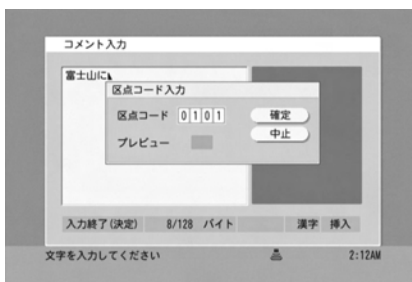 コメント入力
富士山に
区点コード入力
区点コード 0101 確定
プレビュー 中止
入力終了(決定) 8/128 バイト 漢字 挿入
文字を入力してください 2:12AM